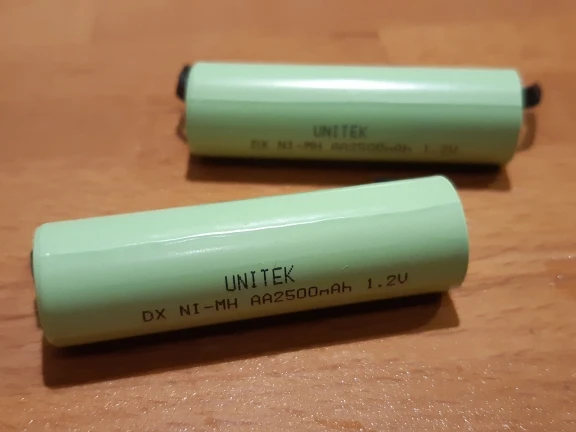 UNITEK
DX NI-MH AA2500mAh 1.2V
UNITEK
DX NI-MH AA2500mAh 1.2V